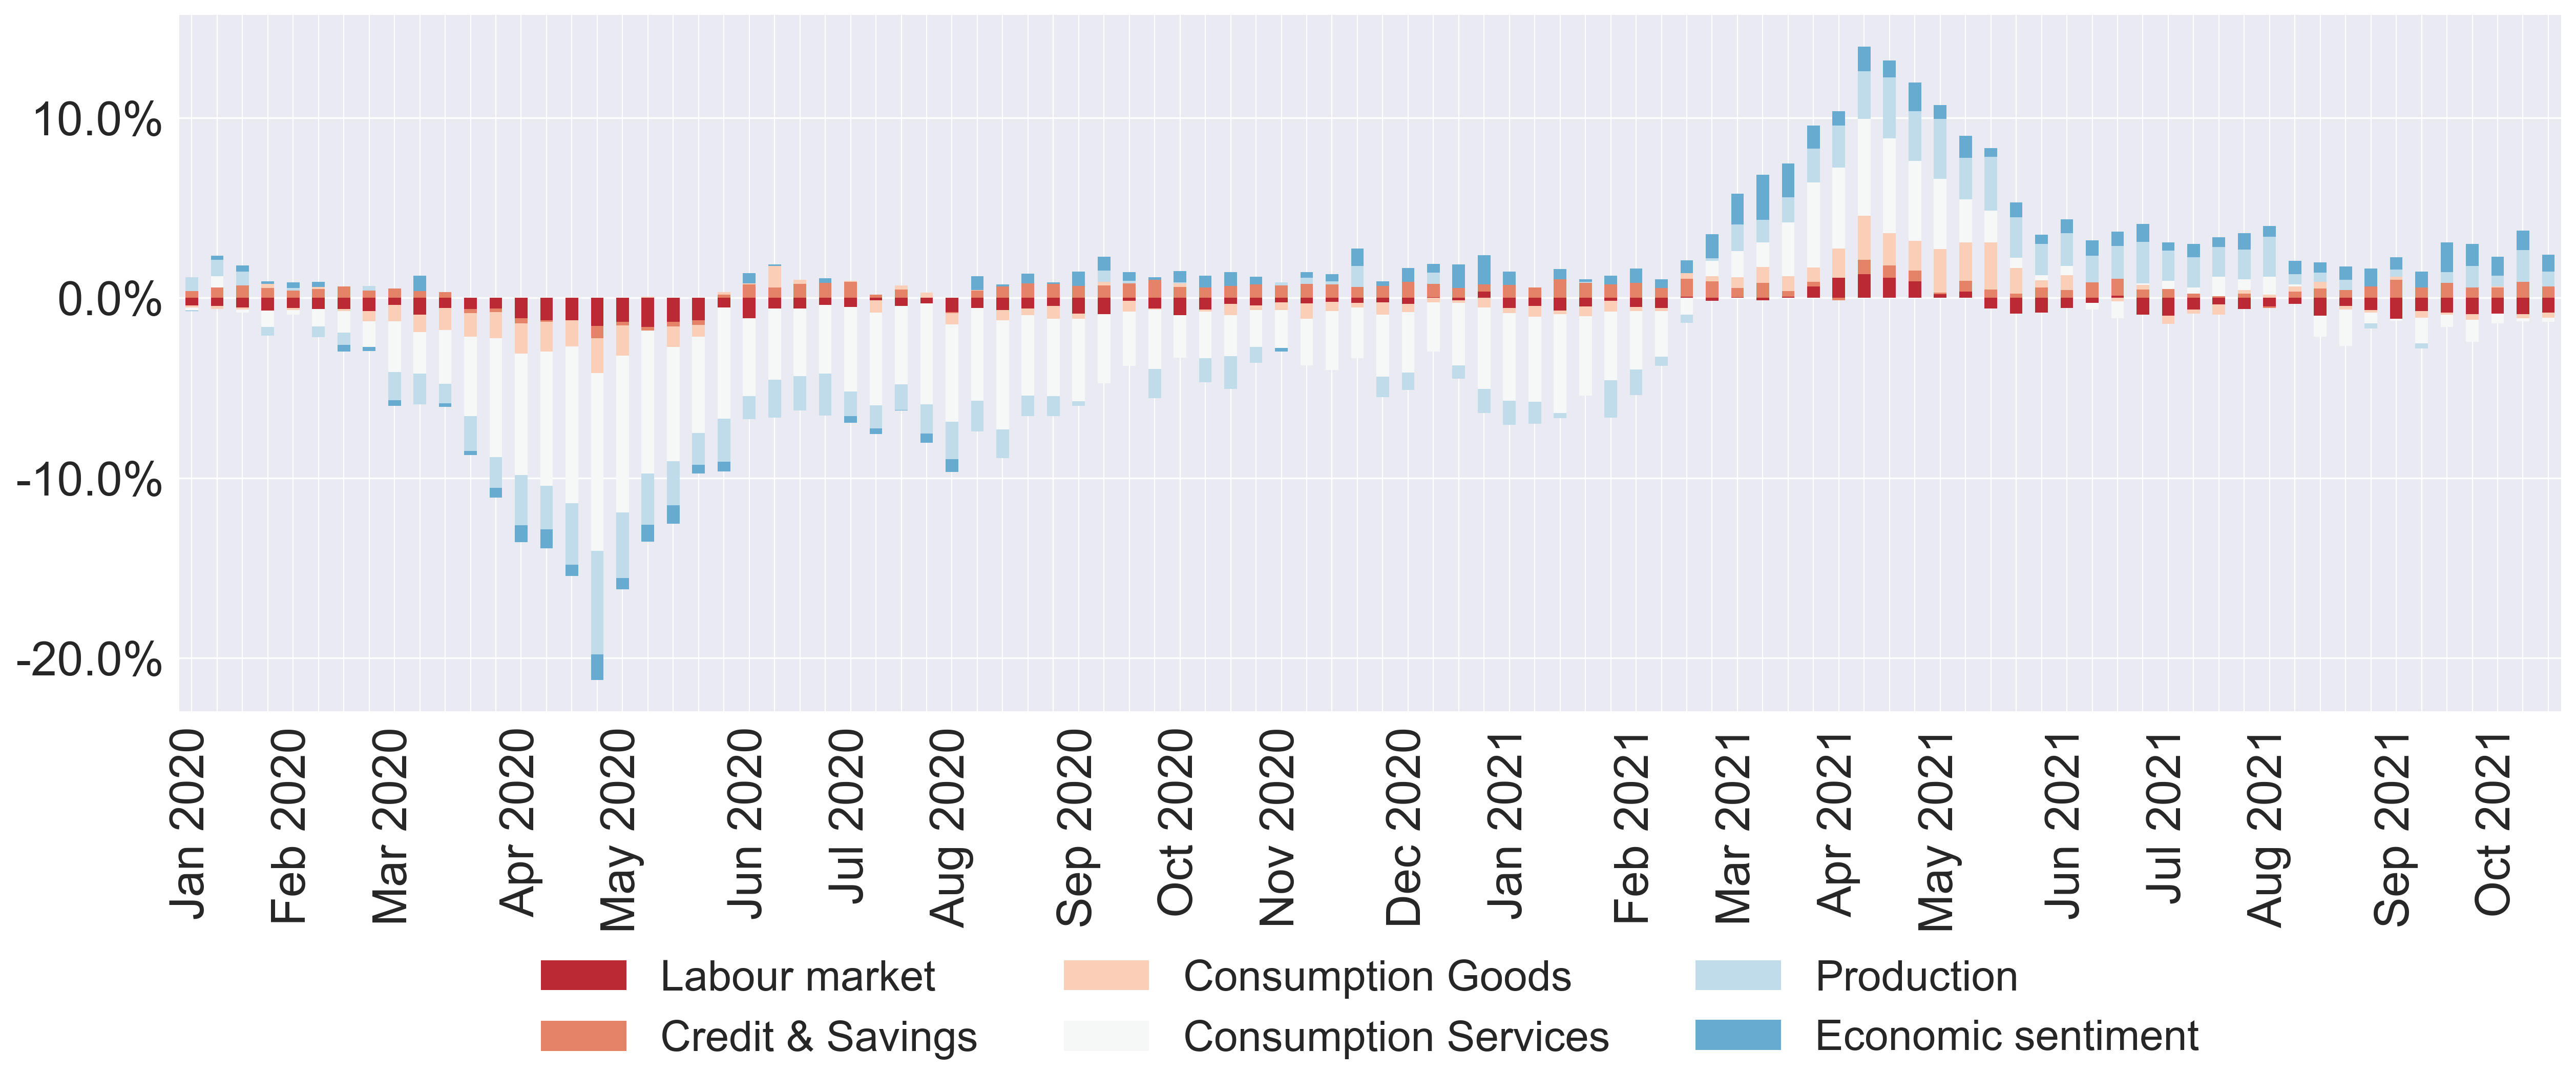 10.0%
0.0%
-10.0%
-20.0%
Jan 2020
Feb 2020
Mar 2020
Apr 2020
May 2020
Jun 2020
Jul 2020
Aug 2020
Sep 2020
Oct 2020
Nov 2020
Dec 2020
Jan 2021
Feb 2021
Mar 2021
Apr 2021
May 2021
Jun 2021
Jul 2021
Aug 2021
Sep 2021
Oct 2021
Labour market
Credit & Savings
Consumption Goods
Consumption Services
Production
Economic sentiment